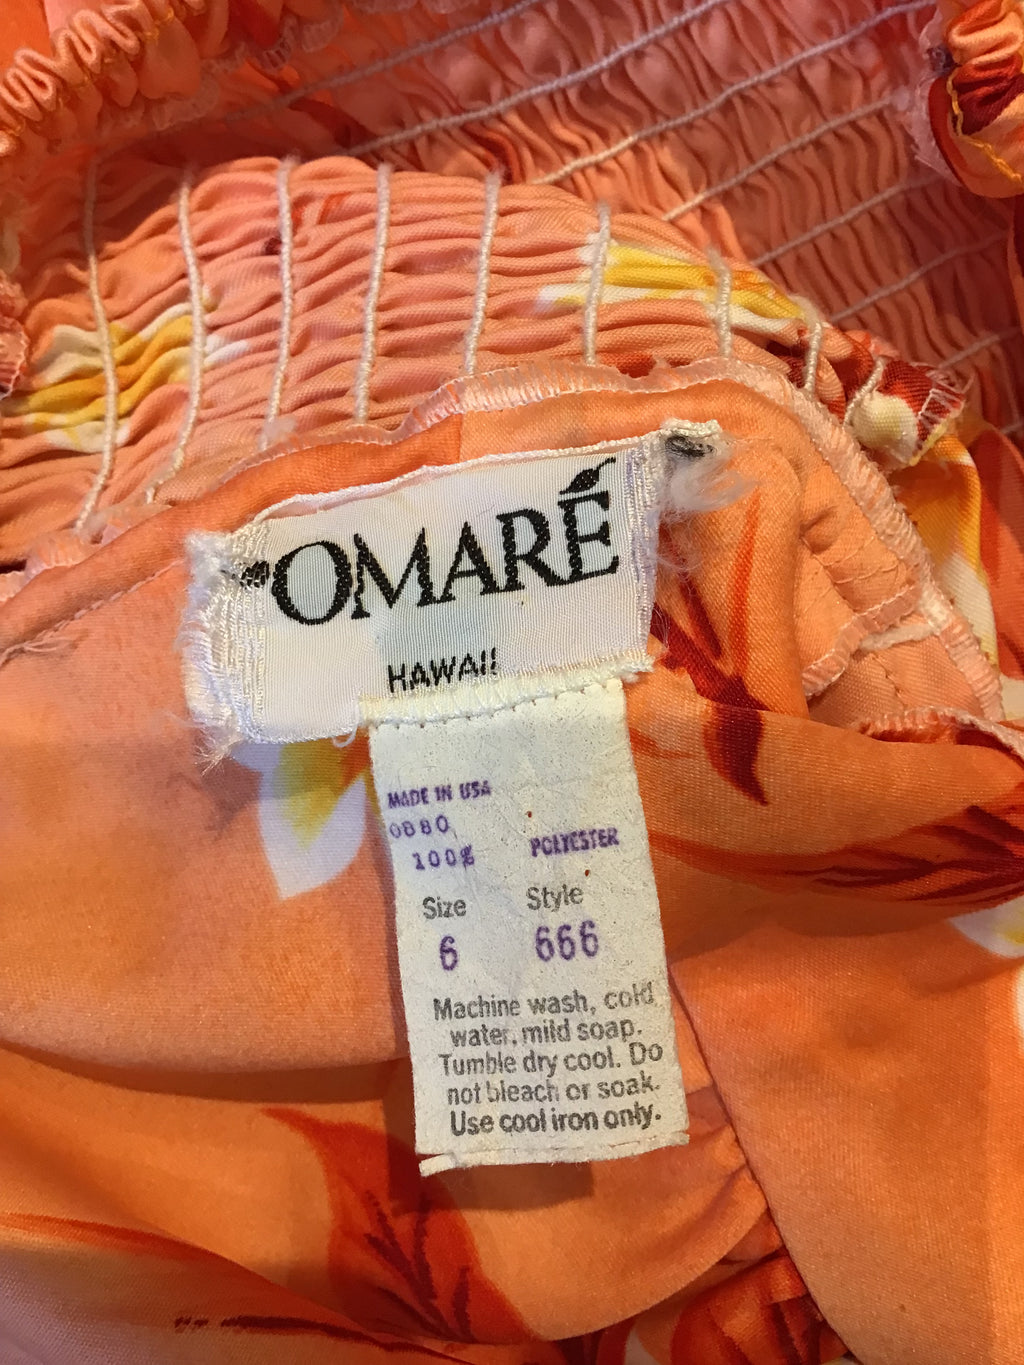 POMARÉ
HAWAII
MADE IN USA
0880
100% POLYESTER
Size Style
6 666
Machine wash, cold
water, mild soap.
Tumble dry cool. Do
not bleach or soak.
Use cool iron only.